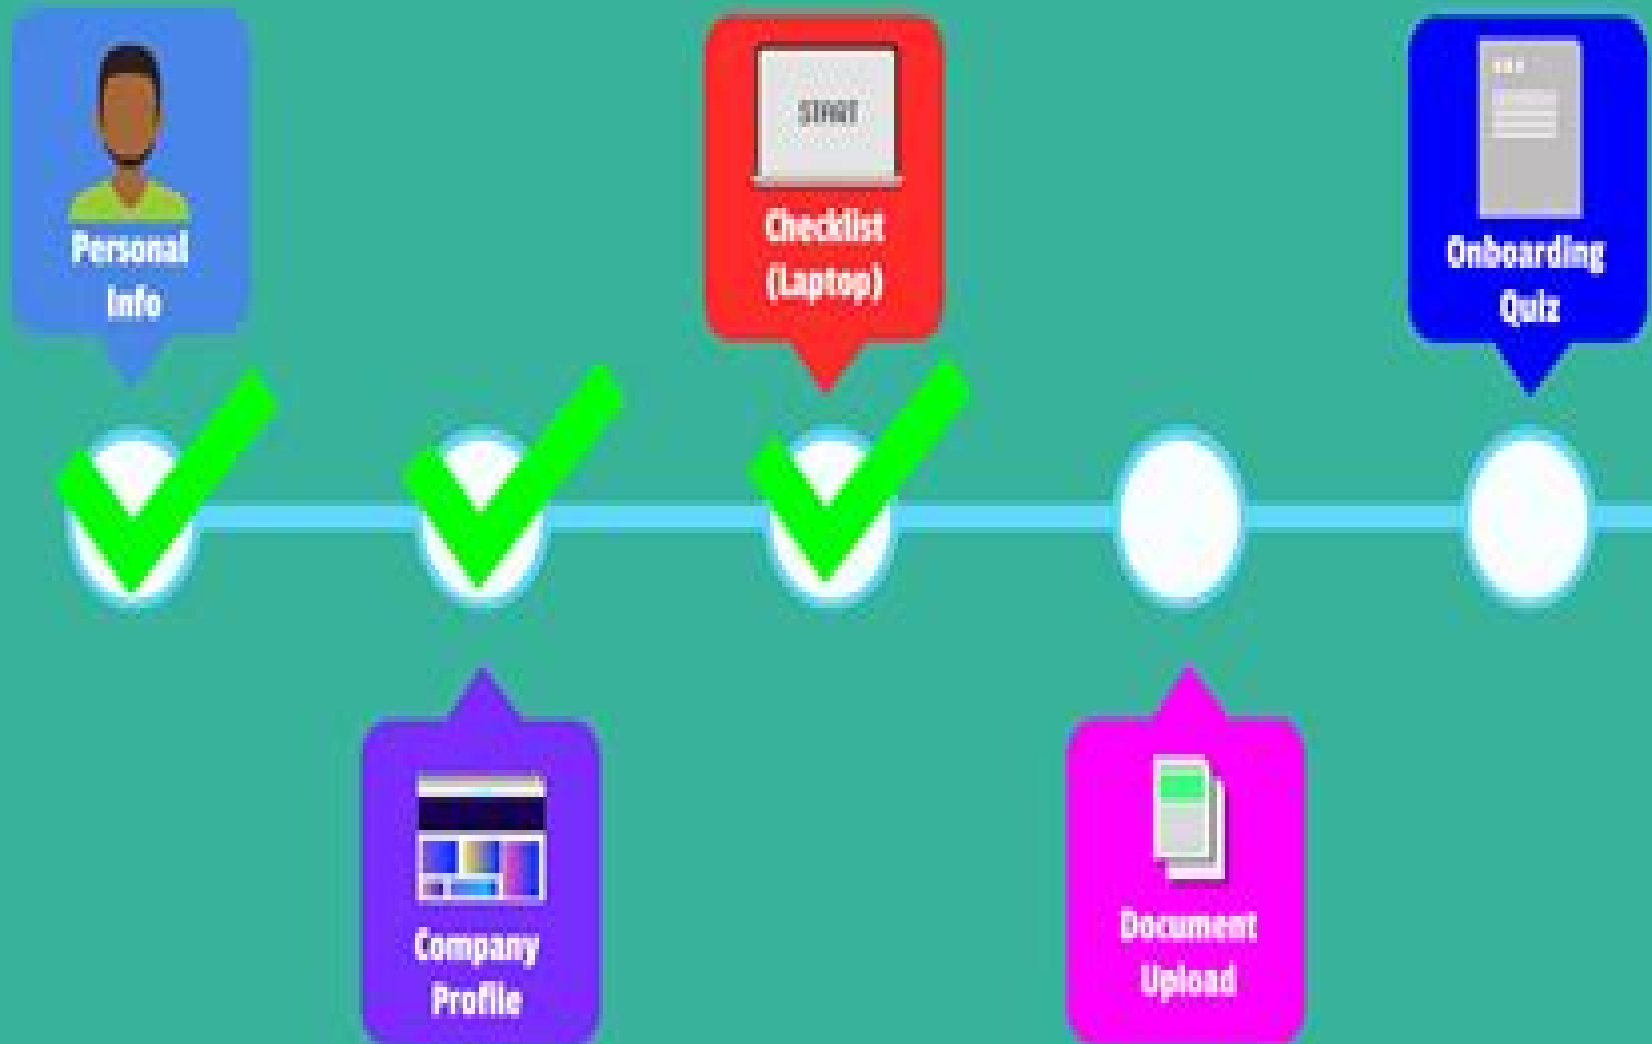 Personal
Info
START
Checklist
(Laptop)
Onboarding
Quiz
Company
Profile
Document
Upload